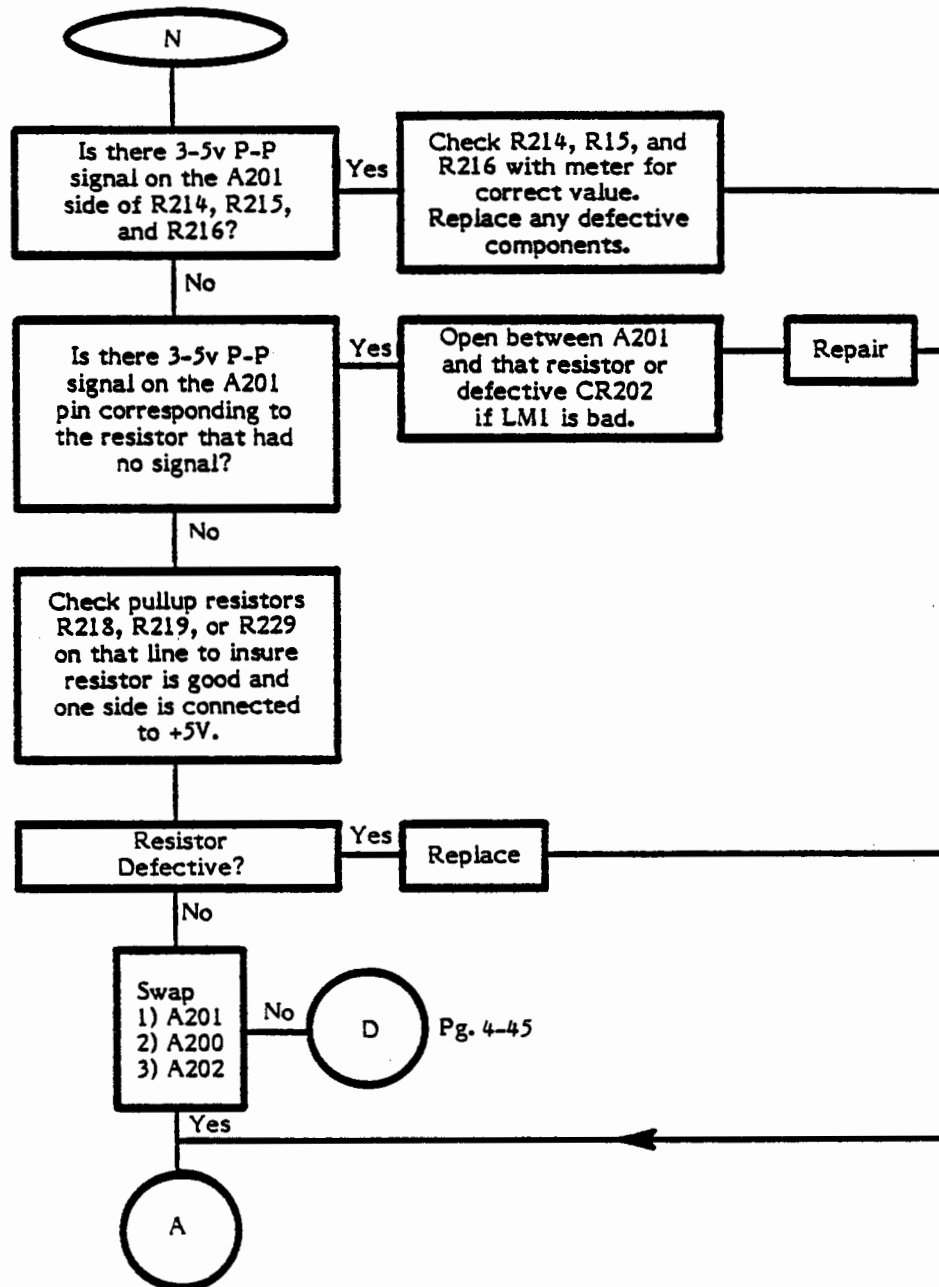 N
Is there 3-5v P-P
signal on the A201
side of R214, R215,
and R216?
Yes
Check R214, R15, and
R216 with meter for
correct value.
Replace any defective
components.
No
Is there 3-5v P-P
signal on the A201
pin corresponding to
the resistor that had
no signal?
Yes
Open between A201
and that resistor or
defective CR202
if LM1 is bad.
Repair
No
Check pullup resistors
R218, R219, or R229
on that line to insure
resistor is good and
one side is connected
to +5V.
Resistor
Defective?
Yes
Replace
No
Swap
1) A201
2) A200
3) A202
No
D
Pg. 4-45
Yes
A